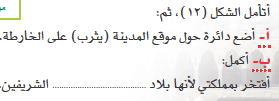 أتأمل الشكل (١٢)، ثم:
أ- أضع دائرة حول موقع المدينة (يثرب) على الخارطة.
ب- أكمل:
أفتخر بمملكتي لأنها بلاد .................... الشريفين.